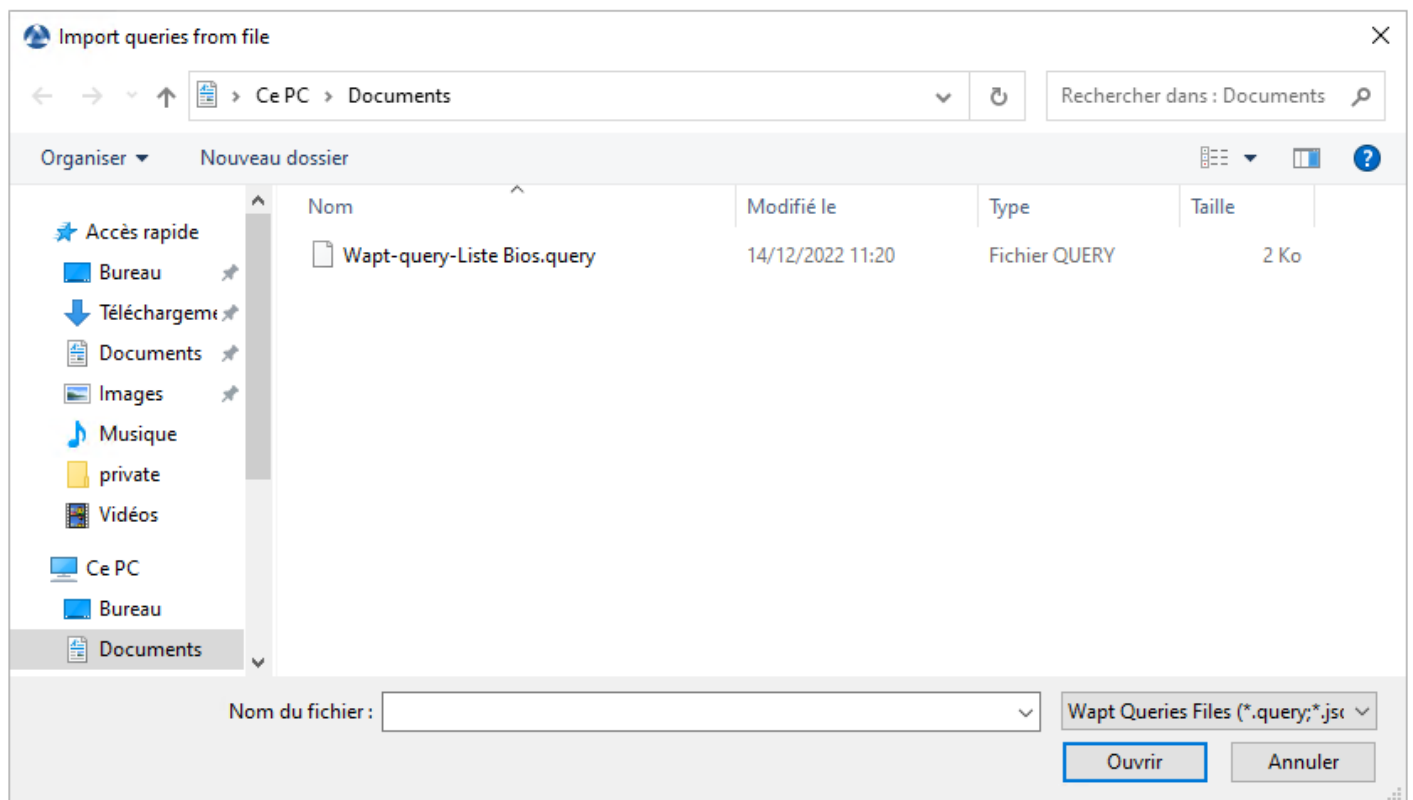 Import queries from file
Ce PC > Documents
Rechercher dans : Documents
Organiser
Nouveau dossier
?
Nom
Modifié le
Type
Taille
Wapt-query-Liste Bios.query
14/12/2022 11:20
Fichier QUERY
2 Ko
Accès rapide
Bureau
Téléchargeme
Documents
Images
Musique
private
Vidéos
Ce PC
Bureau
Documents
Nom du fichier :
Wapt Queries Files (*.query;*.jso
Ouvrir
Annuler